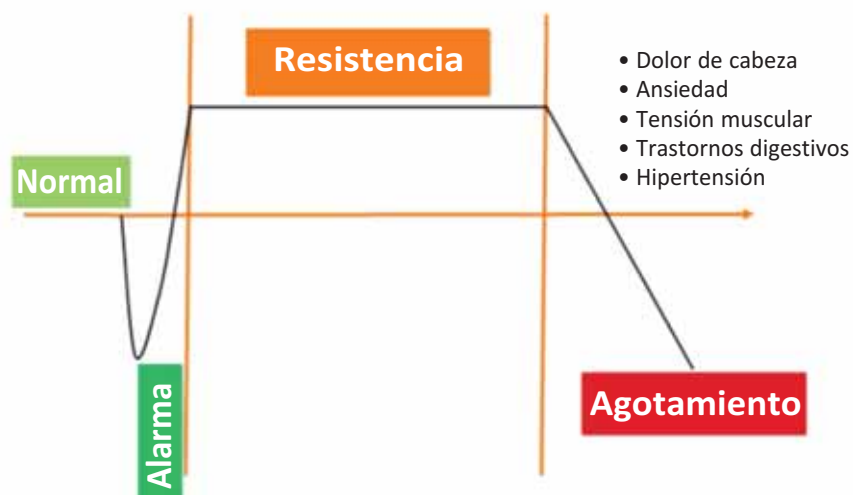 Resistencia
• Dolor de cabeza
• Ansiedad
• Tensión muscular
• Trastornos digestivos
• Hipertensión
Normal
Alarma
Agotamiento